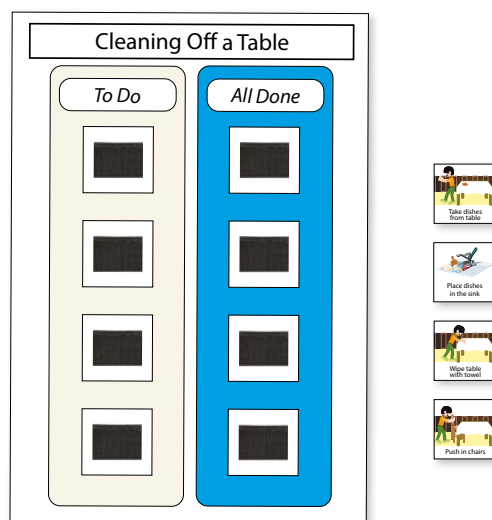 Cleaning Off a Table
To Do
All Done
Take dishes
from table
Place dishes
in the sink
Wipe table
with towel
Push in chairs